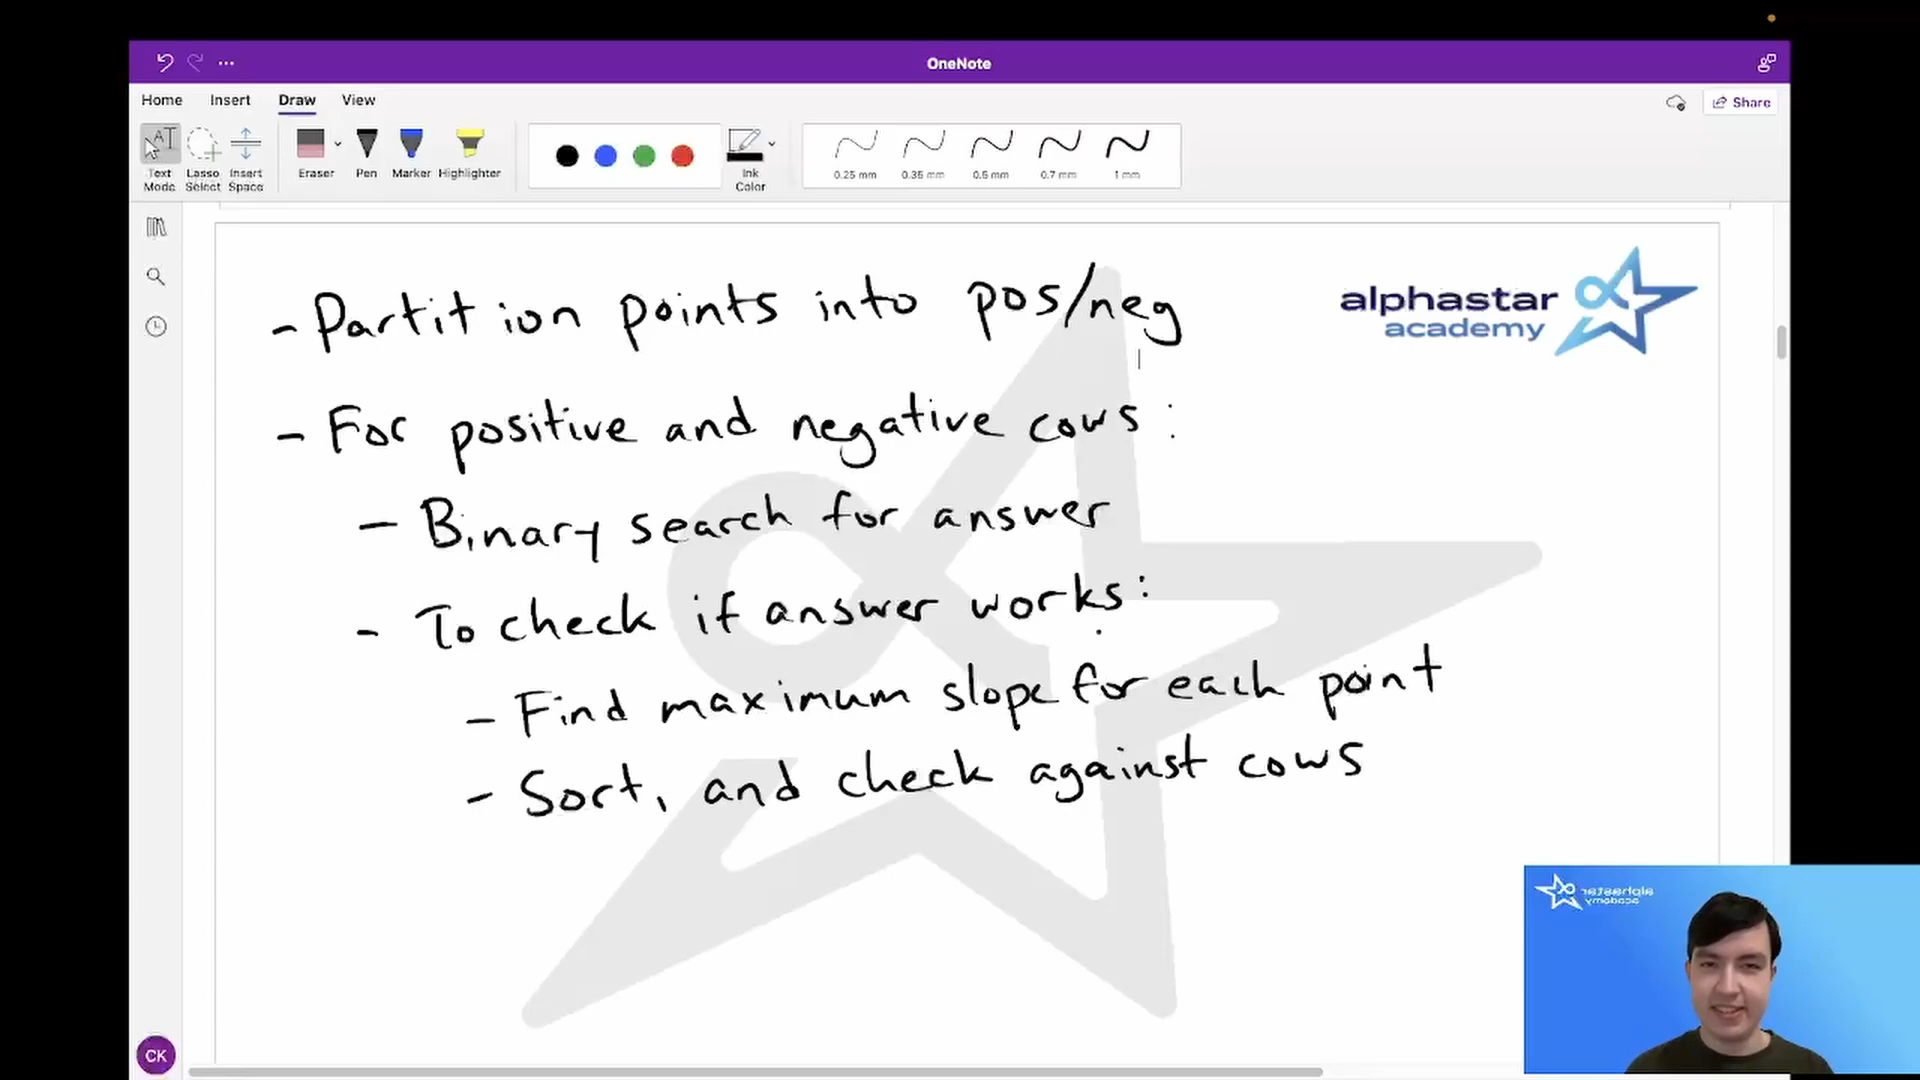 OneNote
Home Insert Draw View
Share
Text Mode Lasso Select Insert Space Eraser Pen Marker Highlighter Ink Color 0.25 mm 0.35 mm 0.5 mm 0.7 mm 1 mm
- Partition points into pos/neg
alphastar
academy
- For positive and negative cows:
- Binary search for answer
- To check if answer works:
- Find maximum slope for each point
- Sort, and check against cows
alphastar
academy
CK